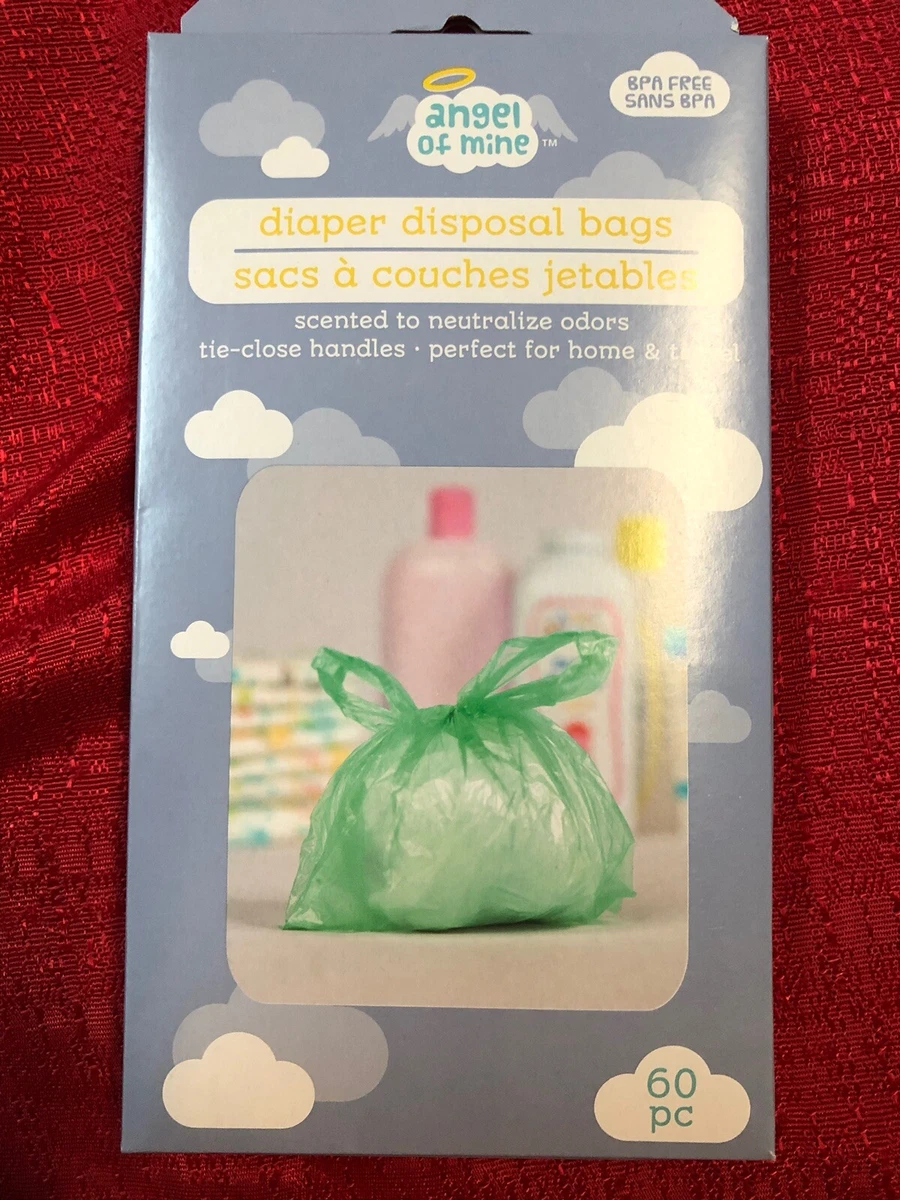 angel
of mine™
BPA FREE
SANS BPA
diaper disposal bags
sacs à couches jetables
scented to neutralize odors
tie-close handles · perfect for home & travel
60
pc